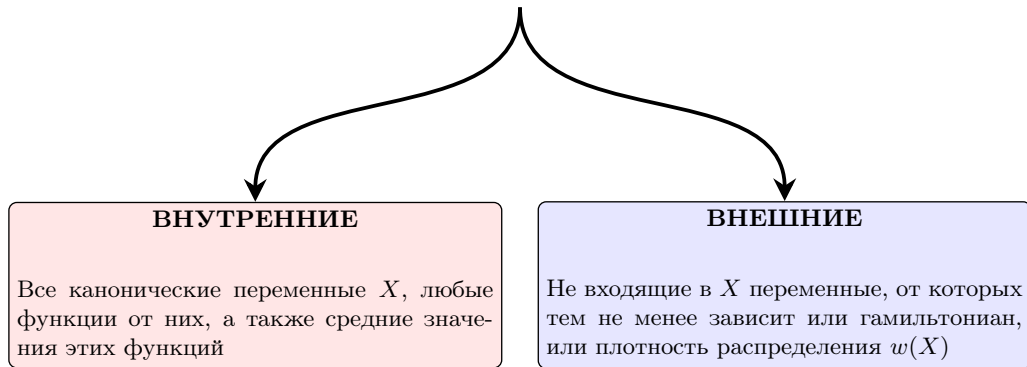 ВНУТРЕННИЕ
Все канонические переменные X, любые
функции от них, а также средние значе-
ния этих функций
ВНЕШНИЕ
Не входящие в X переменные, от которых
тем не менее зависит или гамильтониан,
или плотность распределения w(X)